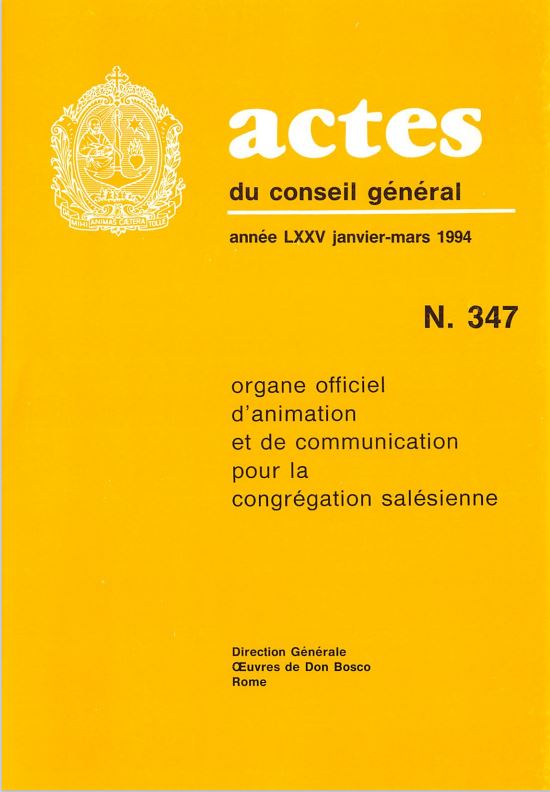 actes
du conseil général
année LXXV janvier-mars 1994
N. 347
DA MIHI ANIMAS CÆTERA TOLLE
organe officiel
d'animation
et de communication
pour la
congrégation salésienne
Direction Générale
Œuvres de Don Bosco
Rome